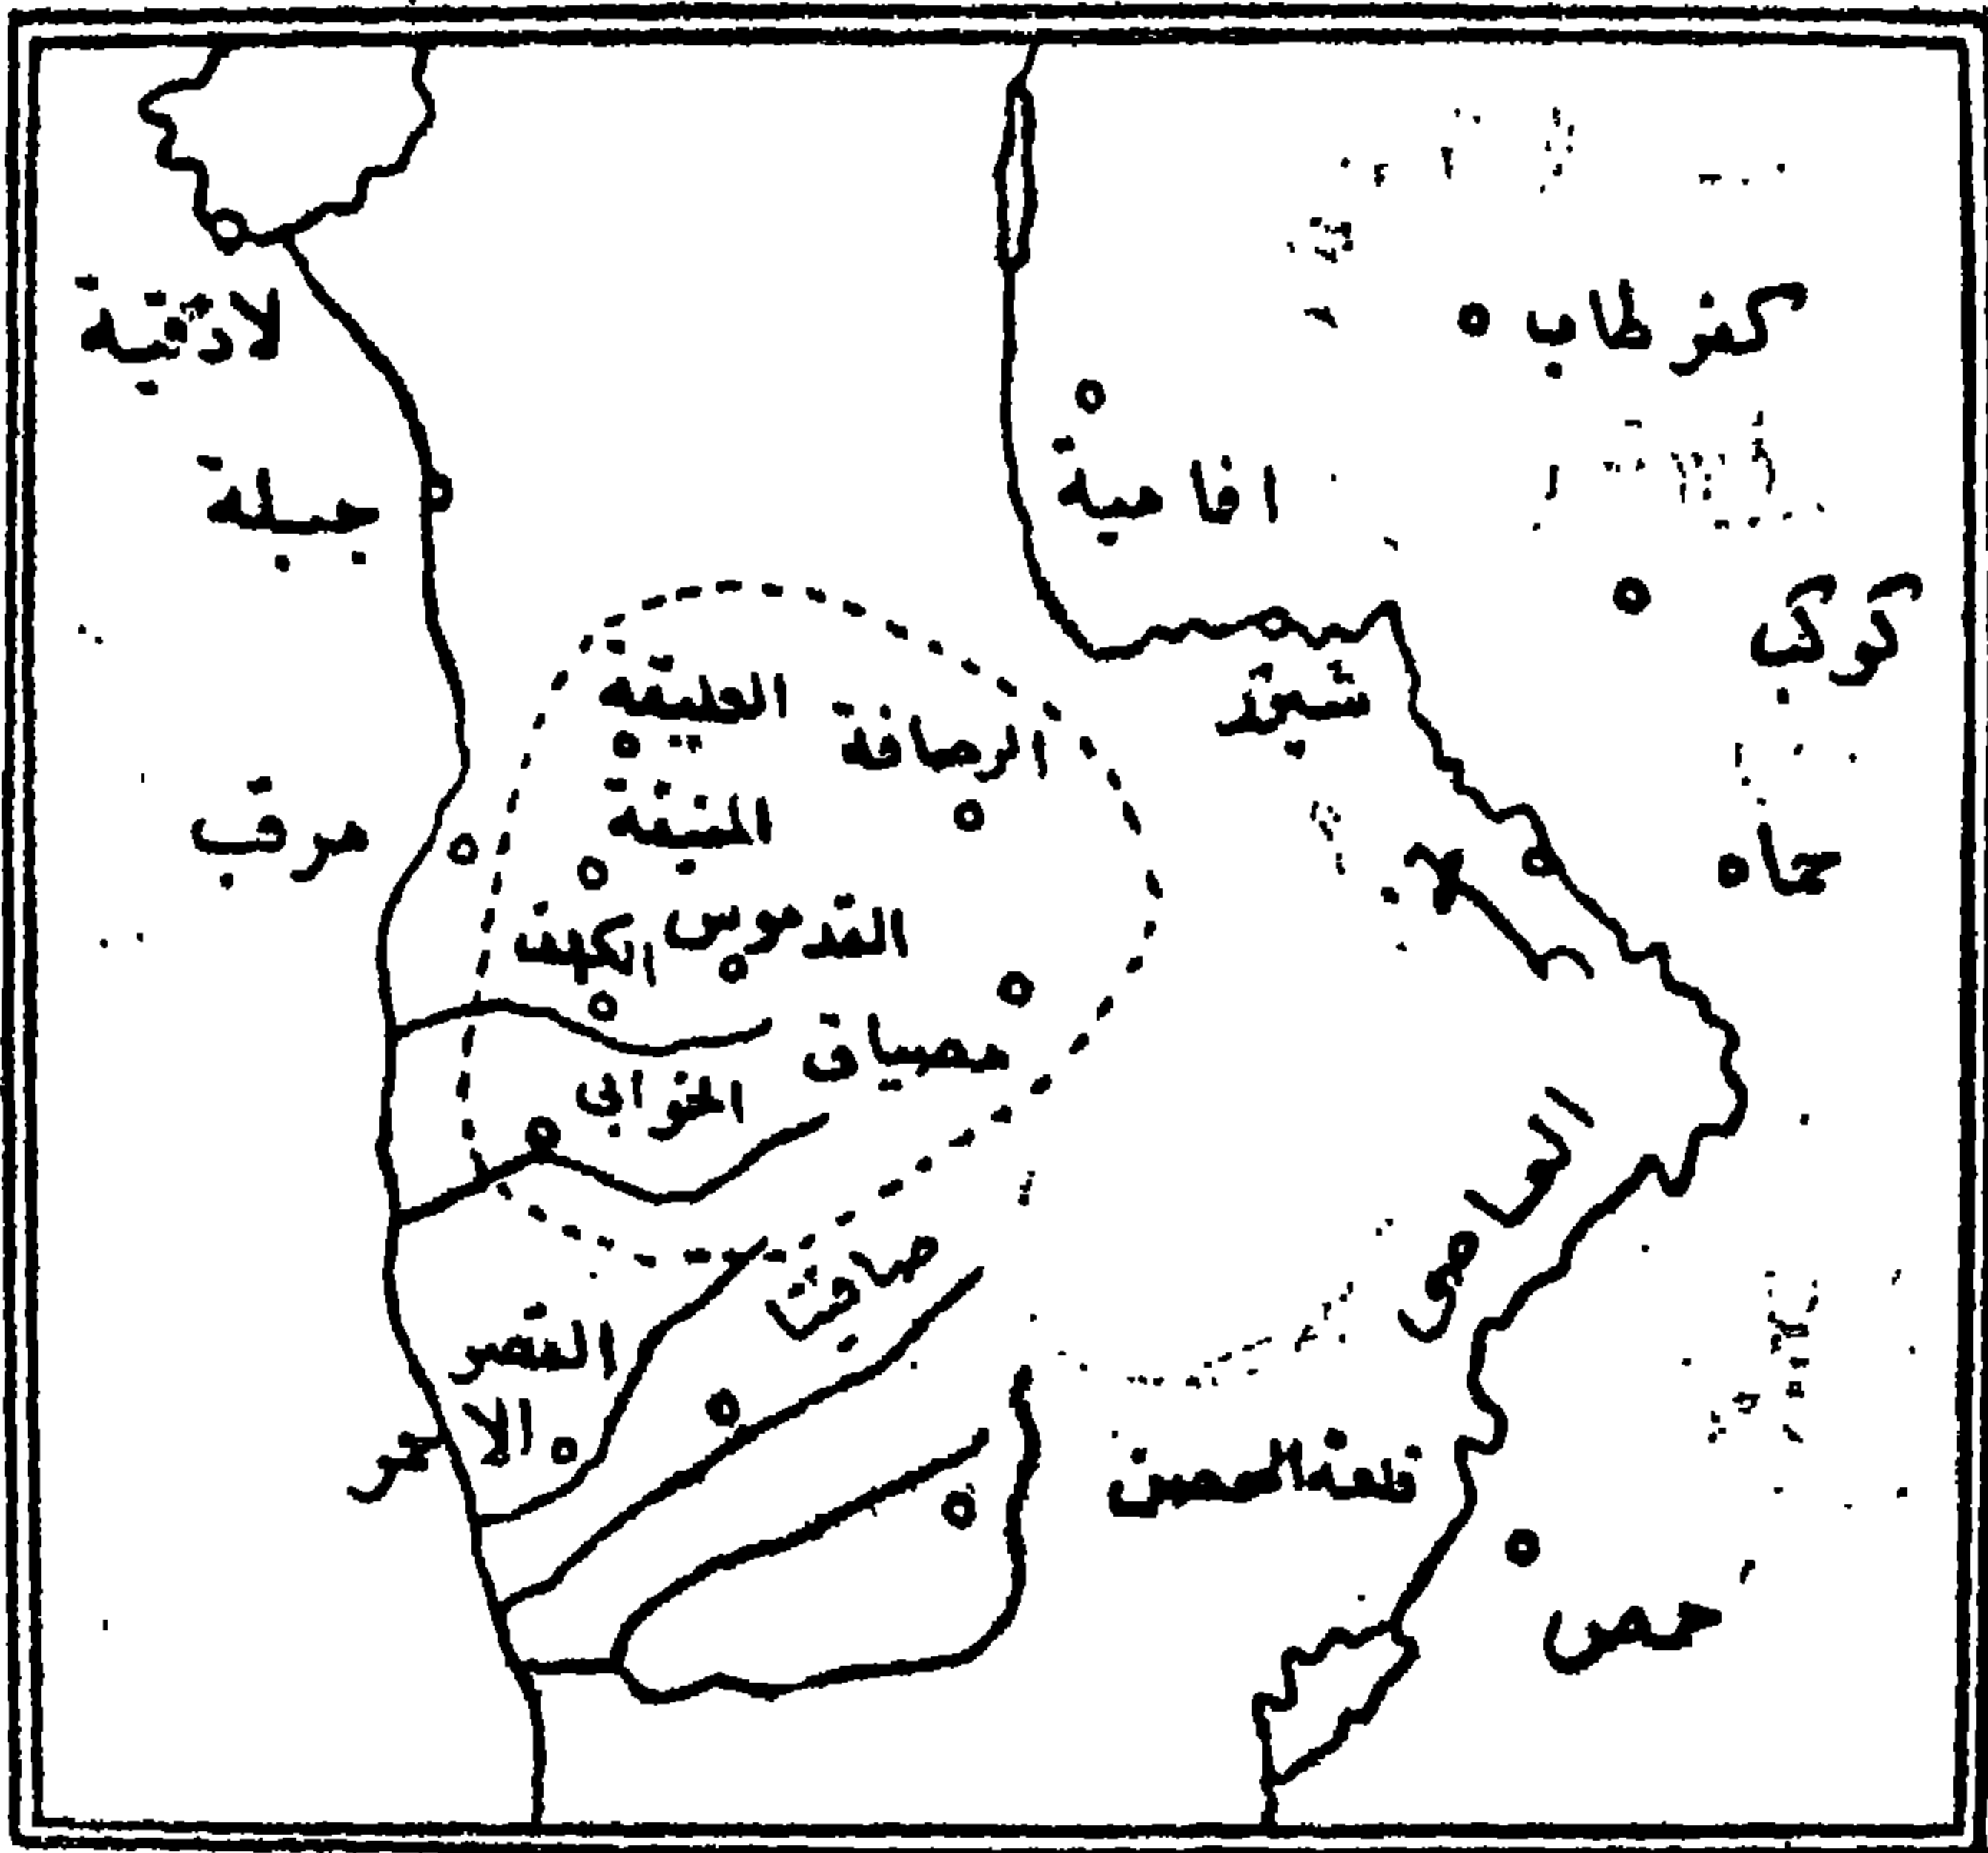 كفرطاب
لاذقية
افامية
جبلة
كوكب
العليقة
شيزر
الرصافة
المنيقة
مرقب
حماه
القدموس
الكهف
مصياف
الخوابي
العاصي
صافيتا
القصر
الاحمر
قلعة الحصن
حمص